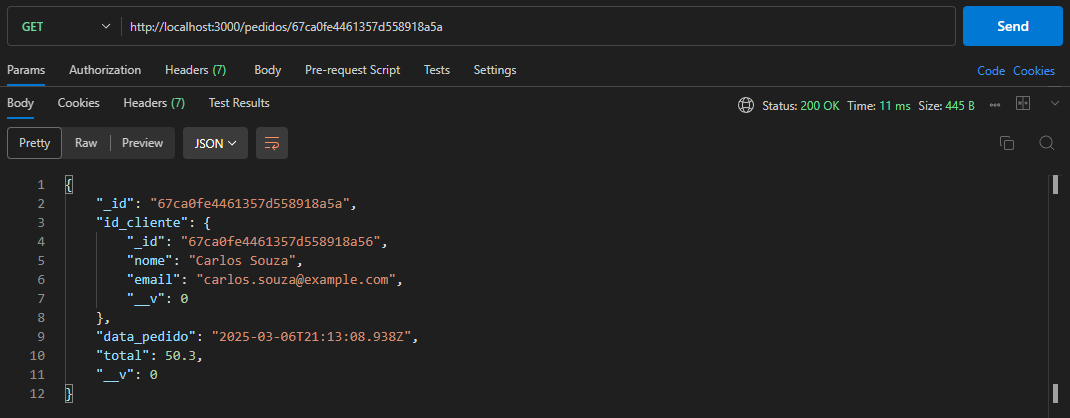 GET http://localhost:3000/pedidos/67ca0fe4461357d558918a5a Send
Params Authorization Headers (7) Body Pre-request Script Tests Settings Code Cookies
Body Cookies Headers (7) Test Results Status: 200 OK Time: 11 ms Size: 445 B
Pretty Raw Preview JSON
1 {
2 "_id": "67ca0fe4461357d558918a5a",
3 "id_cliente": {
4 "_id": "67ca0fe4461357d558918a56",
5 "nome": "Carlos Souza",
6 "email": "carlos.souza@example.com",
7 "__v": 0
8 },
9 "data_pedido": "2025-03-06T21:13:08.938Z",
10 "total": 50.3,
11 "__v": 0
12 }